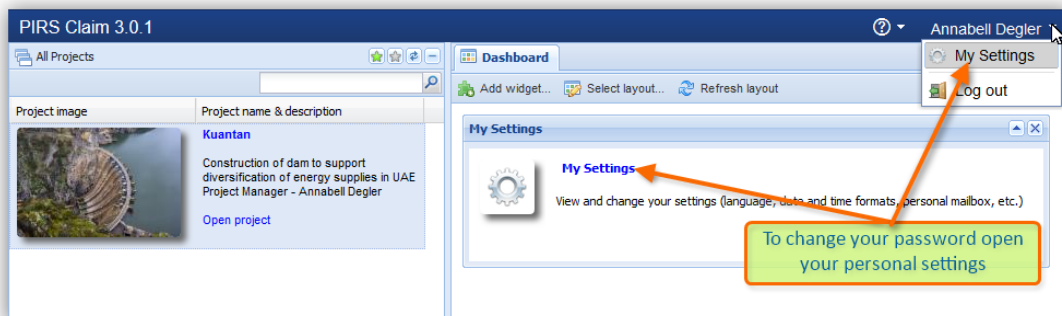 PIRS Claim 3.0.1
Annabell Degler
My Settings
Log out
All Projects
Project image
Project name & description
Kuantan
Construction of dam to support
diversification of energy supplies in UAE
Project Manager - Annabell Degler
Open project
Dashboard
Add widget...
Select layout...
Refresh layout
My Settings
My Settings
View and change your settings (language, date and time formats, personal mailbox, etc.)
To change your password open
your personal settings